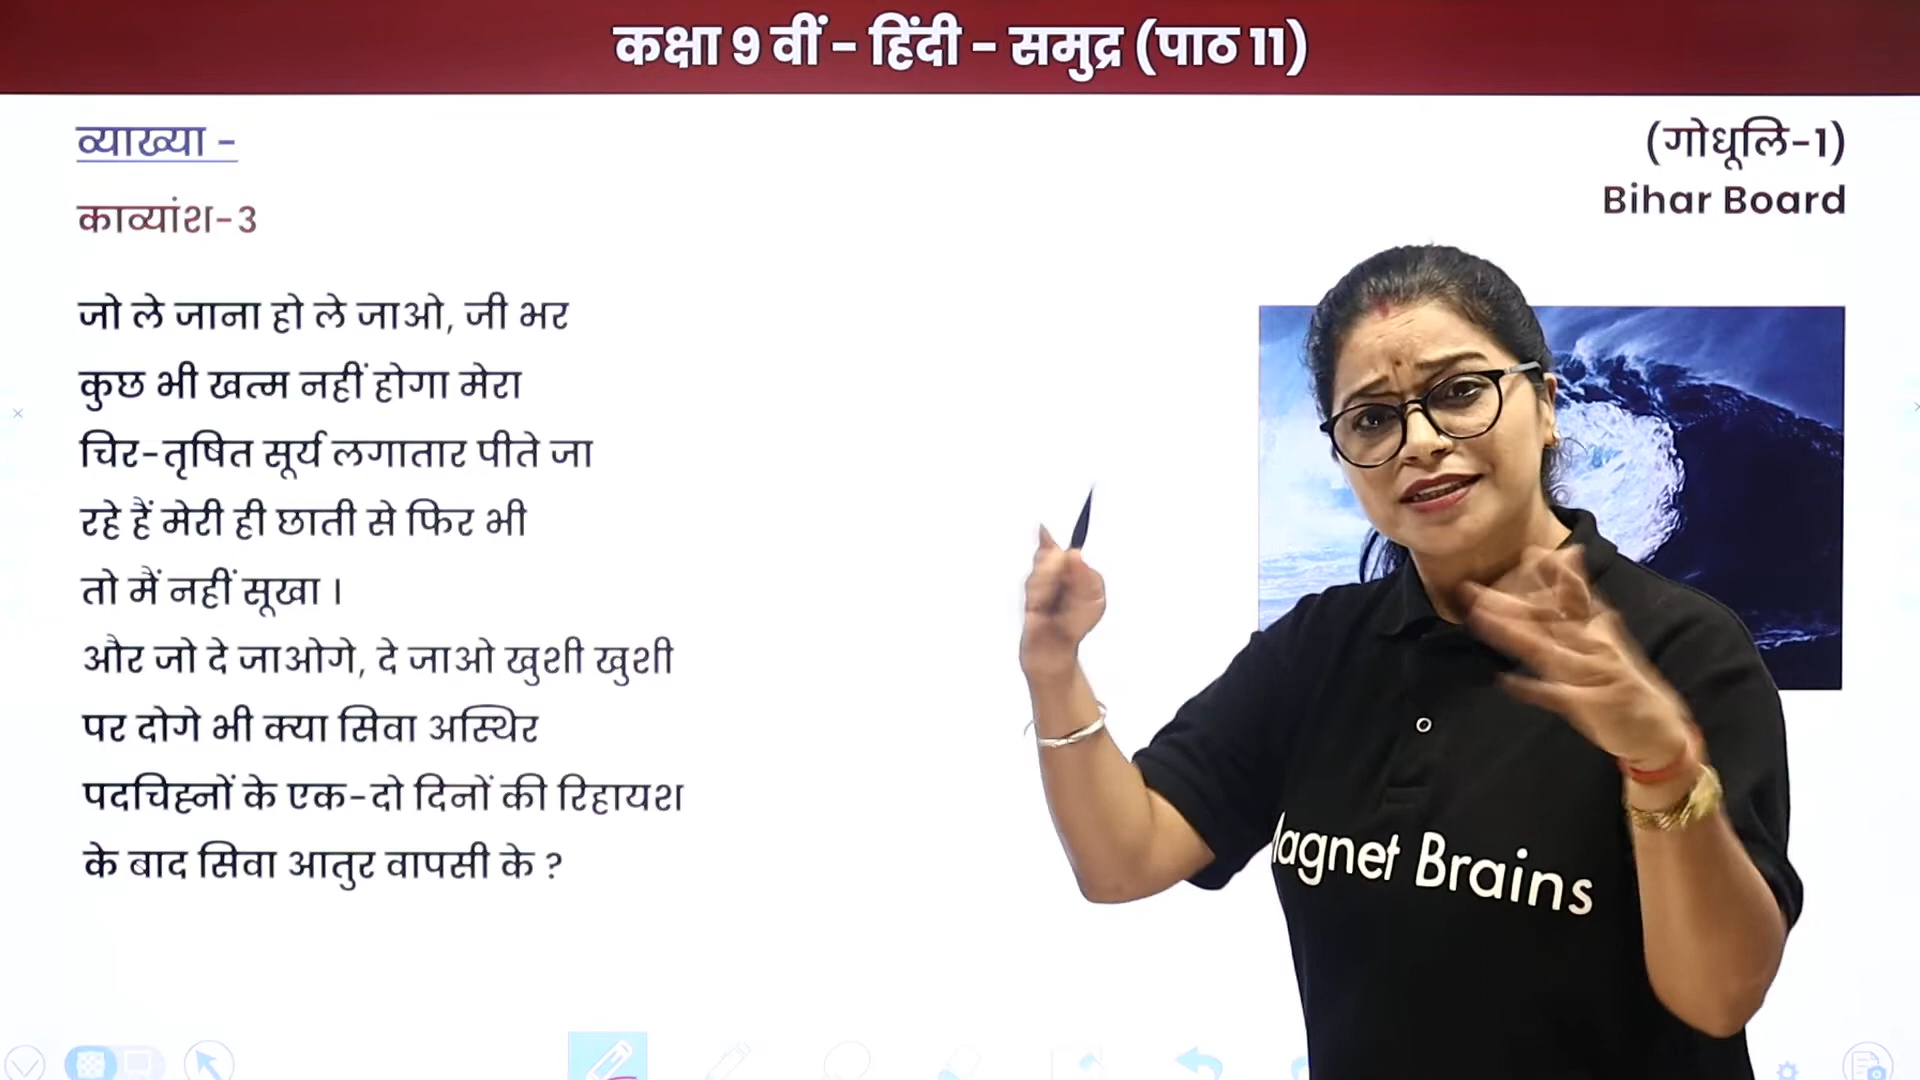 कक्षा 9 वीं - हिंदी - समुद्र (पाठ 11)
व्याख्या -
(गोधूलि-1)
Bihar Board
काव्यांश-3
जो ले जाना हो ले जाओ, जी भर
कुछ भी खत्म नहीं होगा मेरा
चिर-तृषित सूर्य लगातार पीते जा
रहे हैं मेरी ही छाती से फिर भी
तो मैं नहीं सूखा ।
और जो दे जाओगे, दे जाओ खुशी खुशी
पर दोगे भी क्या सिवा अस्थिर
पदचिह्नों के एक-दो दिनों की रिहायश
के बाद सिवा आतुर वापसी के ?
Magnet Brains